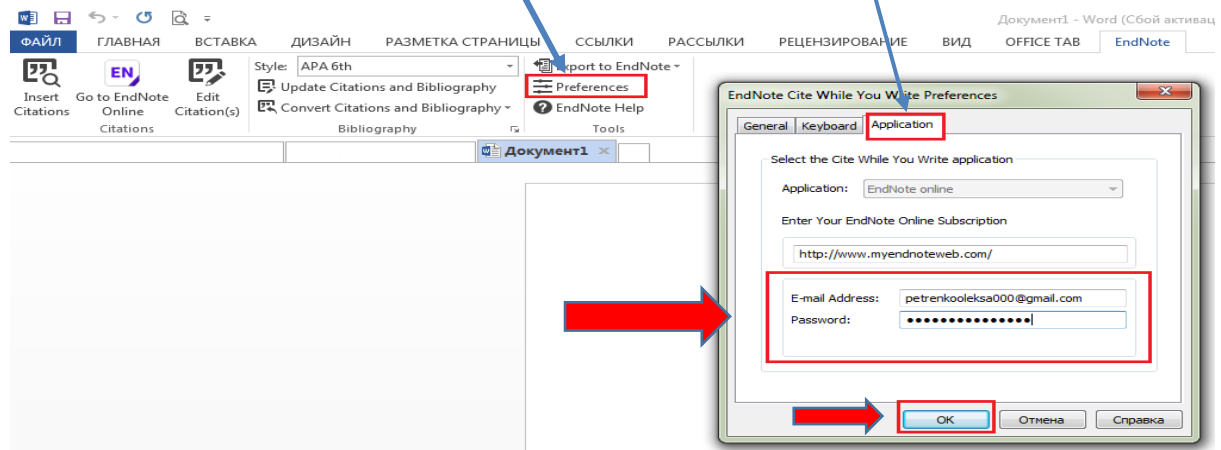 Документ1 - Word (Сбой активац
ФАЙЛ ГЛАВНАЯ ВСТАВКА ДИЗАЙН РАЗМЕТКА СТРАНИЦЫ ССЫЛКИ РАССЫЛКИ РЕЦЕНЗИРОВАНИЕ ВИД OFFICE TAB EndNote
Insert Citations
EN
Go to EndNote Online
Edit Citation(s)
Citations
Style: APA 6th
Update Citations and Bibliography
Convert Citations and Bibliography
Bibliography
Export to EndNote
Preferences
EndNote Help
Tools
Документ1
EndNote Cite While You Write Preferences
General Keyboard Application
Select the Cite While You Write application
Application: EndNote online
Enter Your EndNote Online Subscription
http://www.myendnoteweb.com/
E-mail Address: petrenkooleksa000@gmail.com
Password: •••••••••••••••
OK Отмена Справка